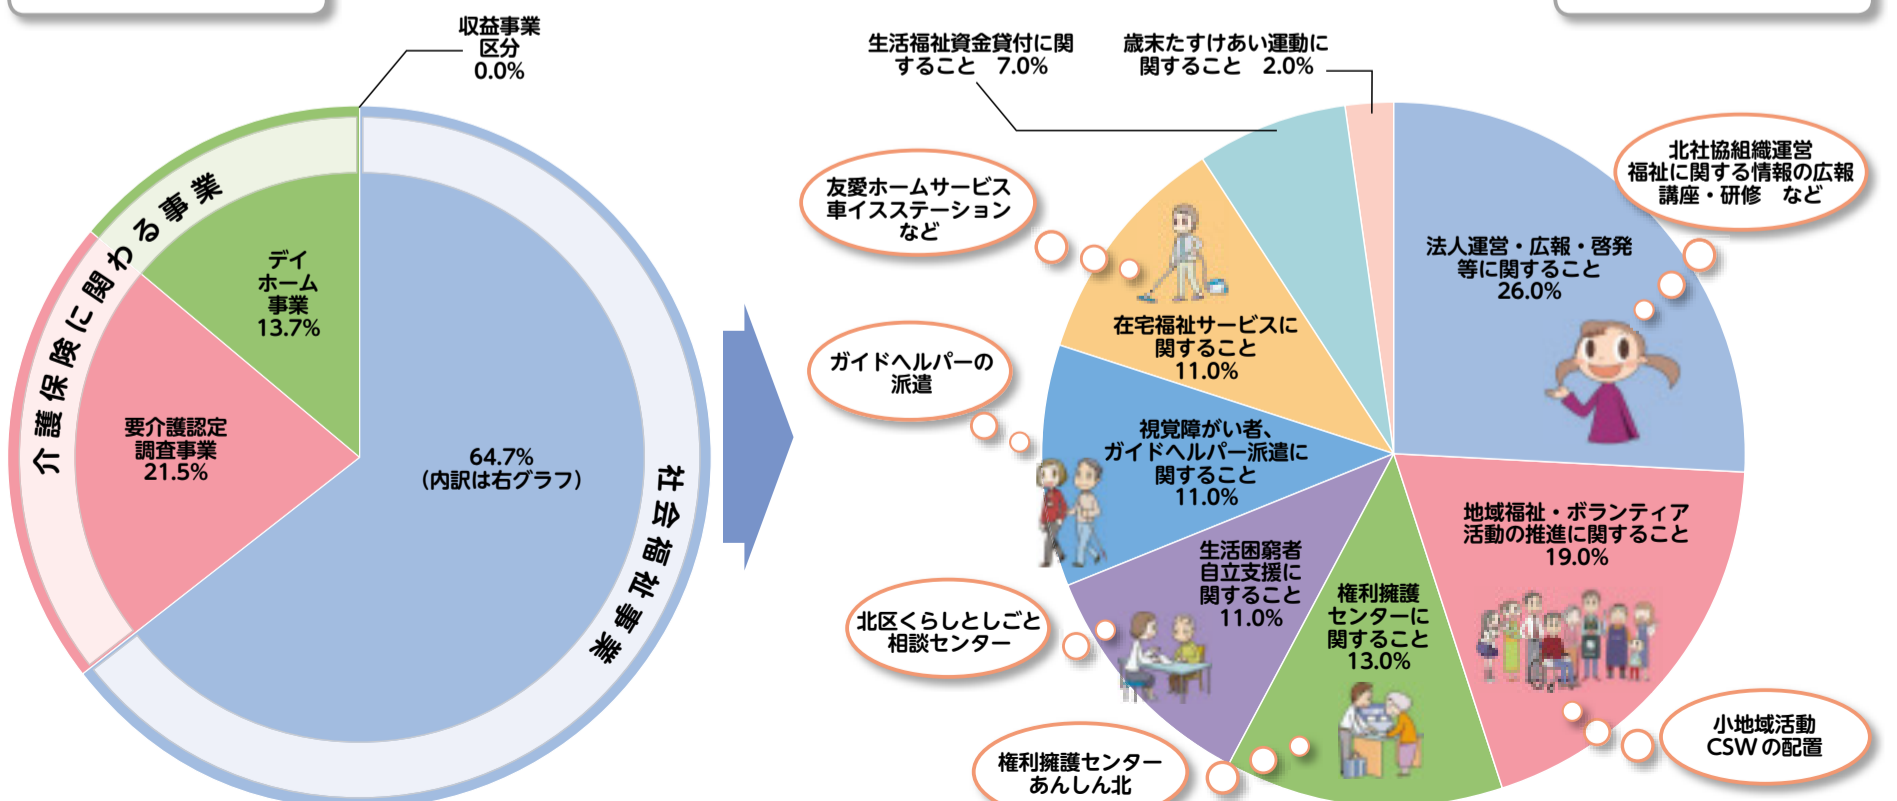 収益事業
区分
0.0%
介護保険に関わる事業
デイ
ホーム
事業
13.7%
要介護認定
調査事業
21.5%
64.7%
（内訳は右グラフ）
社会福祉事業
生活福祉資金貸付に関
すること　7.0%
歳末たすけあい運動に
関すること　2.0%
北社協組織運営
福祉に関する情報の広報
講座・研修　など
法人運営・広報・啓発
等に関すること
26.0%
友愛ホームサービス
車イスステーション
など
在宅福祉サービスに
関すること
11.0%
ガイドヘルパーの
派遣
視覚障がい者、
ガイドヘルパー派遣に
関すること
11.0%
地域福祉・ボランティア
活動の推進に関すること
19.0%
生活困窮者
自立支援に
関すること
11.0%
権利擁護
センターに
関すること
13.0%
北区くらしとしごと
相談センター
権利擁護センター
あんしん北
小地域活動
CSWの配置